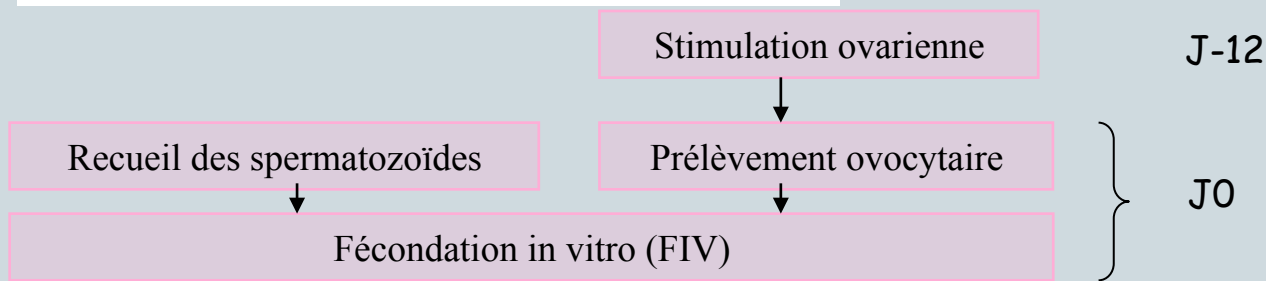 Stimulation ovarienne
J-12
Recueil des spermatozoïdes
Prélèvement ovocytaire
J0
Fécondation in vitro (FIV)